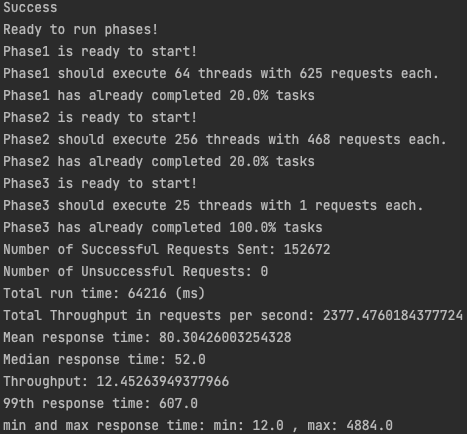 Success
Ready to run phases!
Phase1 is ready to start!
Phase1 should execute 64 threads with 625 requests each.
Phase1 has already completed 20.0% tasks
Phase2 is ready to start!
Phase2 should execute 256 threads with 468 requests each.
Phase2 has already completed 20.0% tasks
Phase3 is ready to start!
Phase3 should execute 25 threads with 1 requests each.
Phase3 has already completed 100.0% tasks
Number of Successful Requests Sent: 152672
Number of Unsuccessful Requests: 0
Total run time: 64216 (ms)
Total Throughput in requests per second: 2377.4760184377724
Mean response time: 80.30426003254328
Median response time: 52.0
Throughput: 12.45263949377966
99th response time: 607.0
min and max response time: min: 12.0 , max: 4884.0